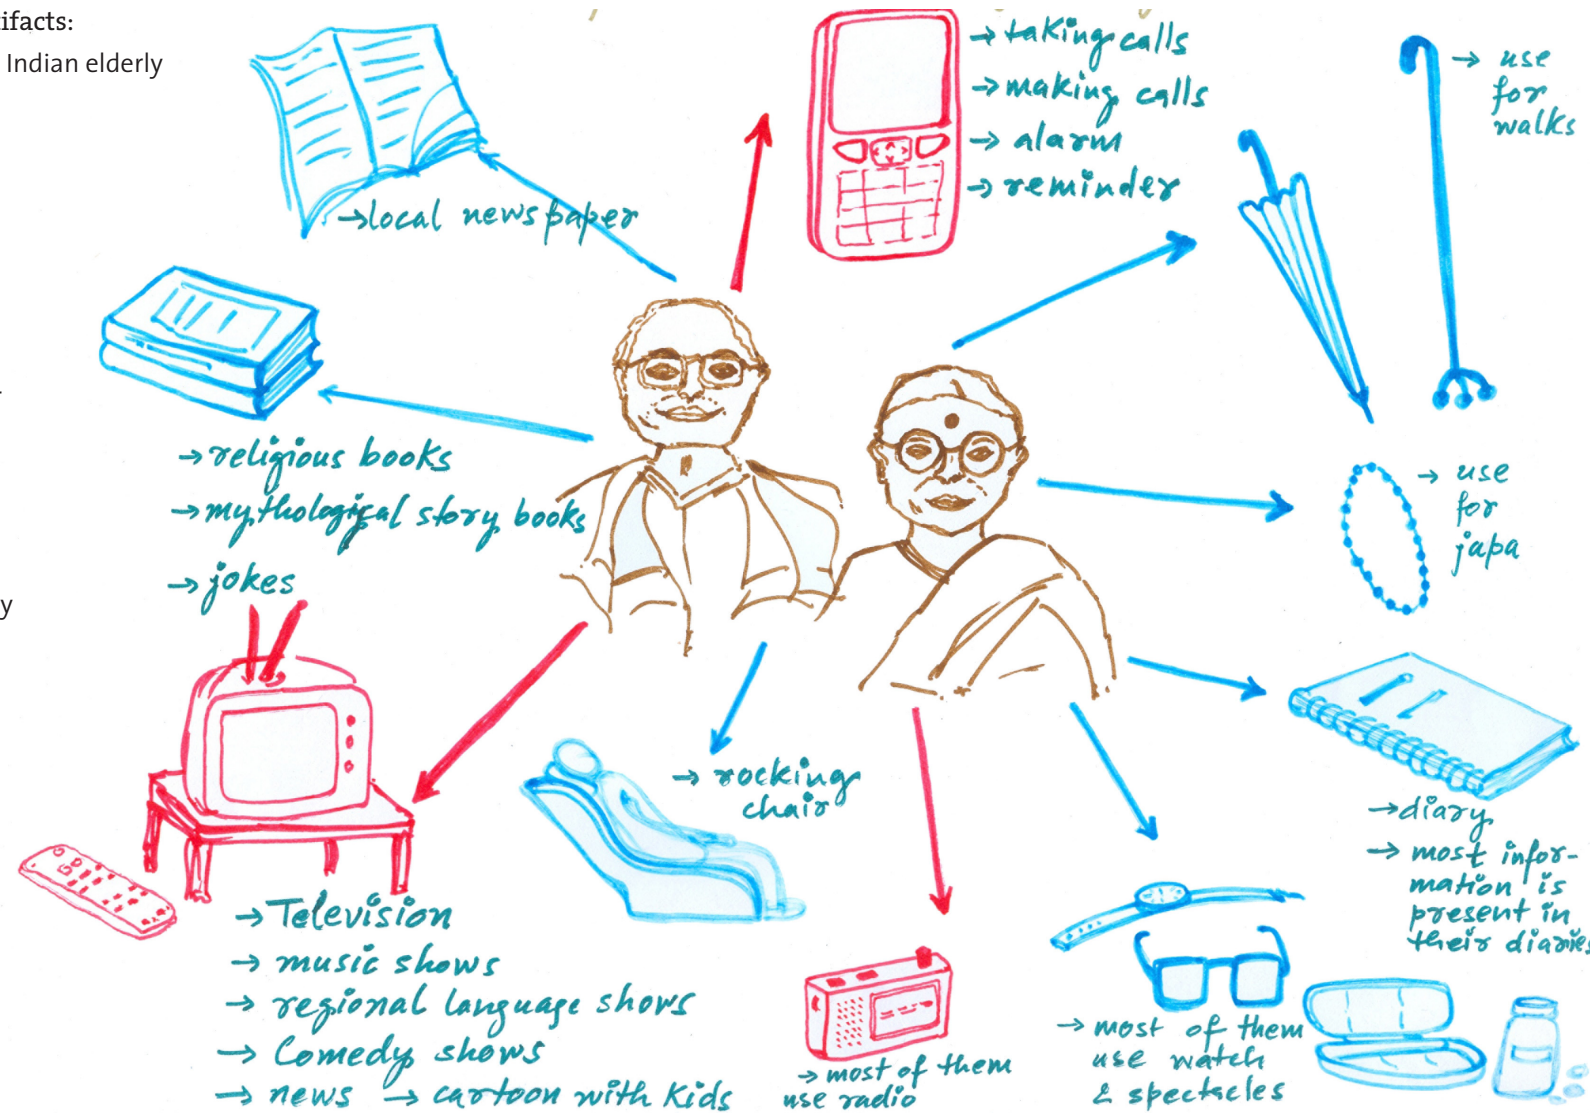 ifacts:
Indian elderly
y
→ local newspaper
→ taking calls
→ making calls
→ alarm
→ reminder
→ use
for
walks
→ religious books
→ mythological story books
→ jokes
→ use
for
japa
→ rocking
chair
→ diary
→ most infor-
mation is
present in
their diaries
→ Television
→ music shows
→ regional language shows
→ Comedy shows
→ news → cartoon with Kids
→ most of them
use radio
→ most of them
use watch
& spectacles